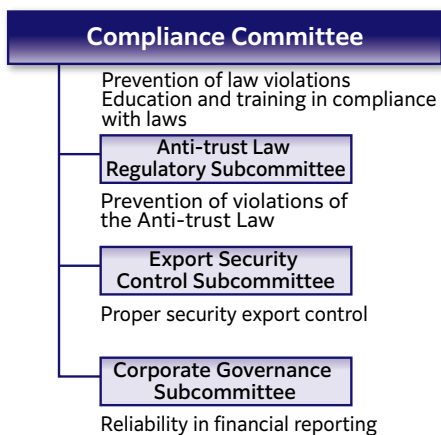 Compliance Committee
Prevention of law violations
Education and training in compliance
with laws
Anti-trust Law
Regulatory Subcommittee
Prevention of violations of
the Anti-trust Law
Export Security
Control Subcommittee
Proper security export control
Corporate Governance
Subcommittee
Reliability in financial reporting